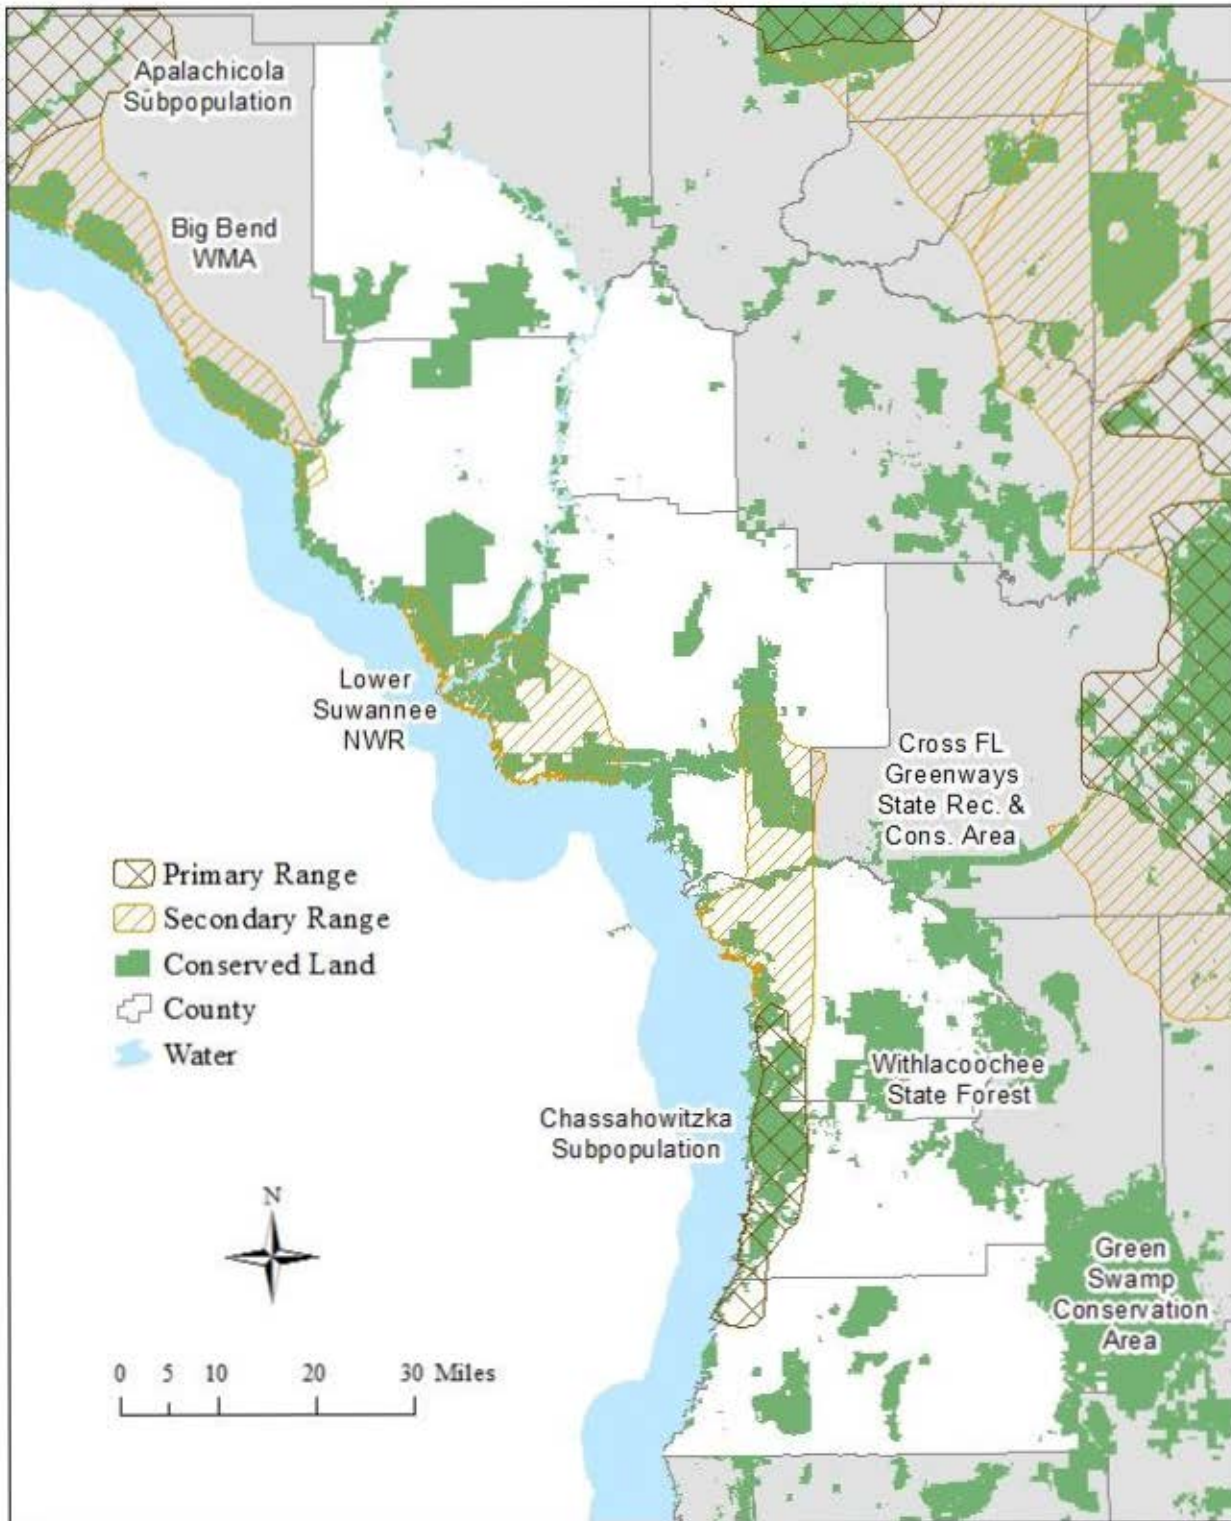 Apalachicola
Subpopulation
Big Bend
WMA
Lower
Suwannee
NWR
Cross FL
Greenways
State Rec. &
Cons. Area
Primary Range
Secondary Range
Conserved Land
County
Water
Withlacoochee
State Forest
Chassahowitzka
Subpopulation
N
Green
Swamp
Conservation
Area
0 5 10 20 30 Miles